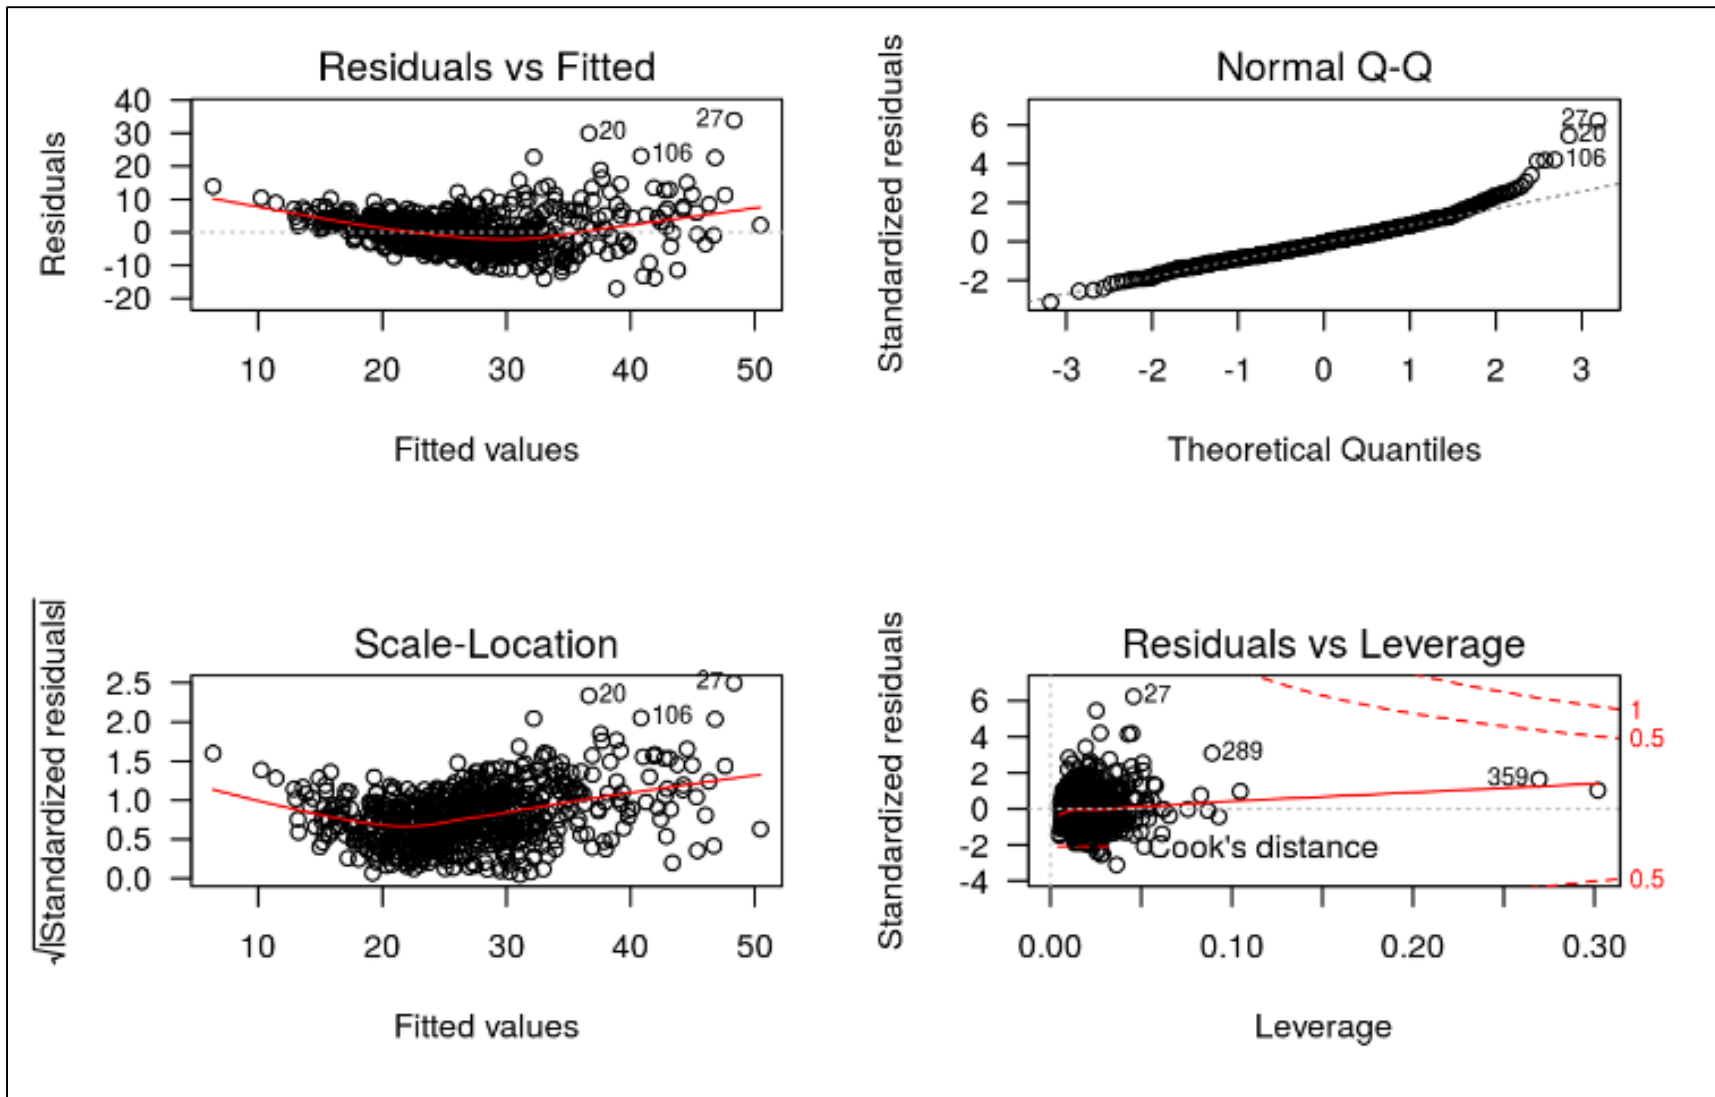 Residuals vs Fitted
Residuals
40
30
20
10
0
-10
-20
27
20
106
10 20 30 40 50
Fitted values
Normal Q-Q
Standardized residuals
6
4
2
0
-2
27
20
106
-3 -2 -1 0 1 2 3
Theoretical Quantiles
Scale-Location
√|Standardized residuals|
2.5
2.0
1.5
1.0
0.5
0.0
27
20
106
10 20 30 40 50
Fitted values
Residuals vs Leverage
Standardized residuals
6
4
2
0
-2
-4
27
289
359
Cook's distance
1
0.5
0.5
0.00 0.10 0.20 0.30
Leverage